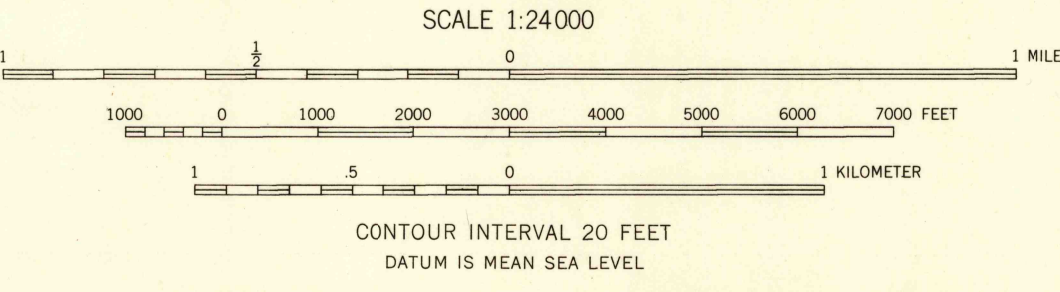 SCALE 1:24000
1 1/2 0 1 MILE
1000 0 1000 2000 3000 4000 5000 6000 7000 FEET
1 .5 0 1 KILOMETER
CONTOUR INTERVAL 20 FEET
DATUM IS MEAN SEA LEVEL